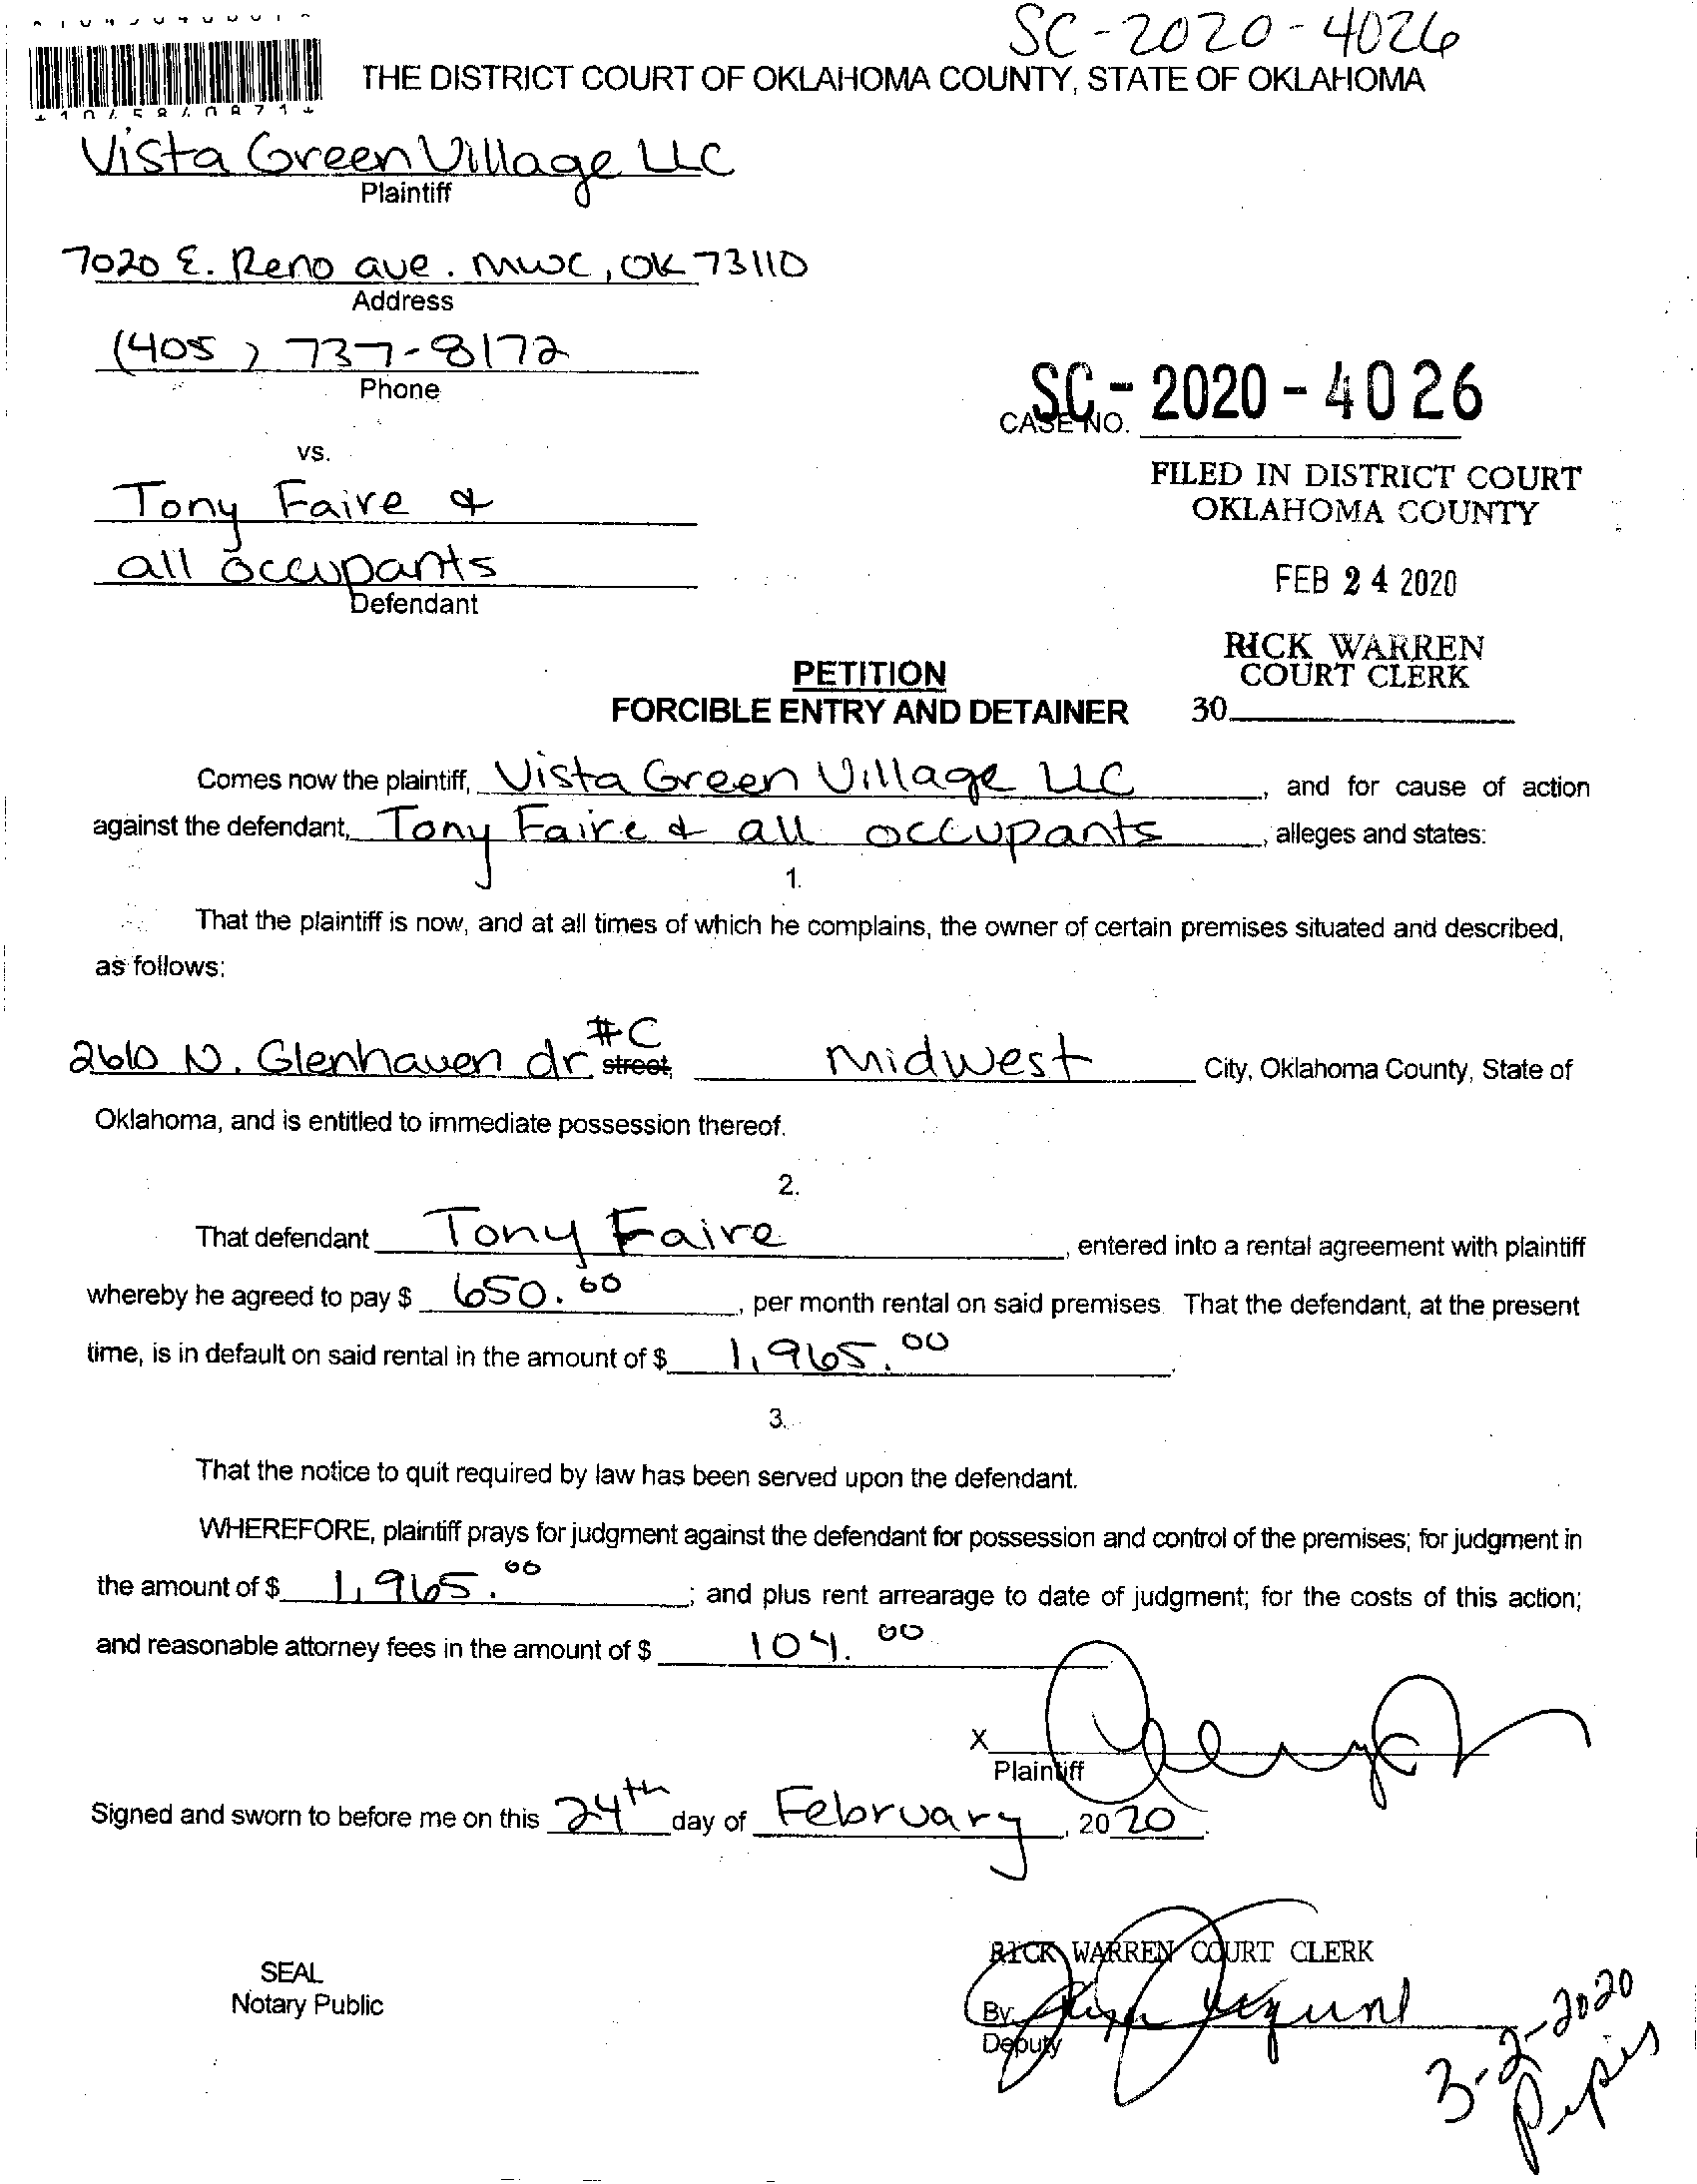 SC-2020-4026
THE DISTRICT COURT OF OKLAHOMA COUNTY, STATE OF OKLAHOMA
Vista Green Village LLC
Plaintiff
7020 E. Reno ave. MWC, OK 73110
Address
(405) 737-8172
Phone
SC-2020-4026
CASE NO.
vs.
FILED IN DISTRICT COURT
OKLAHOMA COUNTY
Tony Faire &
all occupants
Defendant
FEB 24 2020
RICK WARREN
COURT CLERK
30
PETITION
FORCIBLE ENTRY AND DETAINER
Comes now the plaintiff, Vista Green Village LLC, and for cause of action
against the defendant, Tony Faire & all occupants, alleges and states:
1.
That the plaintiff is now, and at all times of which he complains, the owner of certain premises situated and described,
as follows:
2610 N. Glenhaven dr #C street, Midwest City, Oklahoma County, State of
Oklahoma, and is entitled to immediate possession thereof.
2.
That defendant Tony Faire, entered into a rental agreement with plaintiff
whereby he agreed to pay $ 650.00, per month rental on said premises. That the defendant, at the present
time, is in default on said rental in the amount of $ 1,965.00.
3.
That the notice to quit required by law has been served upon the defendant.
WHEREFORE, plaintiff prays for judgment against the defendant for possession and control of the premises; for judgment in
the amount of $ 1,965.00; and plus rent arrearage to date of judgment; for the costs of this action;
and reasonable attorney fees in the amount of $ 104.00
X
Plaintiff
Signed and sworn to before me on this 24th day of February, 2020.
RICK WARREN COURT CLERK
SEAL
Notary Public
By
Deputy
3-2-2020